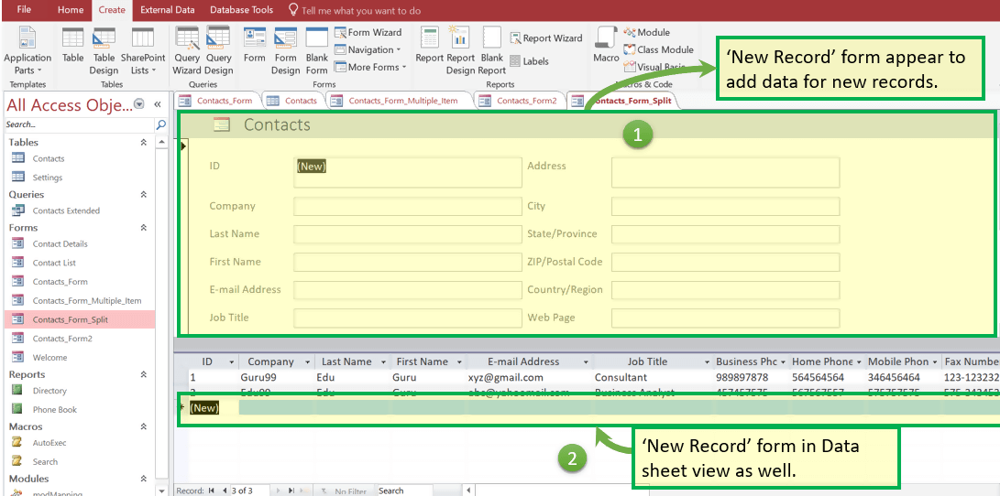 File Home Create External Data Database Tools Tell me what you want to do
Application Parts
Templates
Table
Table Design
SharePoint Lists
Tables
Query Wizard
Query Design
Queries
Form
Form Design
Blank Form
Form Wizard
Navigation
More Forms
Forms
Report
Report Design
Blank Report
Report Wizard
Labels
Reports
Macro
Module
Class Module
Visual Basic
& Code
‘New Record’ form appear to
add data for new records.
All Access Obje...
Search...
Tables
Contacts
Settings
Queries
Contacts Extended
Forms
Contact Details
Contact List
Contacts_Form
Contacts_Form_Multiple_Item
Contacts_Form_Split
Contacts_Form2
Welcome
Reports
Directory
Phone Book
Macros
AutoExec
Search
Modules
modMapping
Contacts_Form Contacts Contacts_Form_Multiple_Item Contacts_Form2 Contacts_Form_Split
Contacts
1
ID (New) Address
Company City
Last Name State/Province
First Name ZIP/Postal Code
E-mail Address Country/Region
Job Title Web Page
ID Company Last Name First Name E-mail Address Job Title Business Phc Home Phone Mobile Phon Fax Numbe
1 Guru99 Edu Guru xyz@gmail.com Consultant 989897878 564564564 346456464 123-123232
2 Edu99 Edu Guru abc@yahoomail.com Business Analyst 457457575 567567557 575757575
(New)
2
‘New Record’ form in Data
sheet view as well.
Record: 3 of 3 No Filter Search